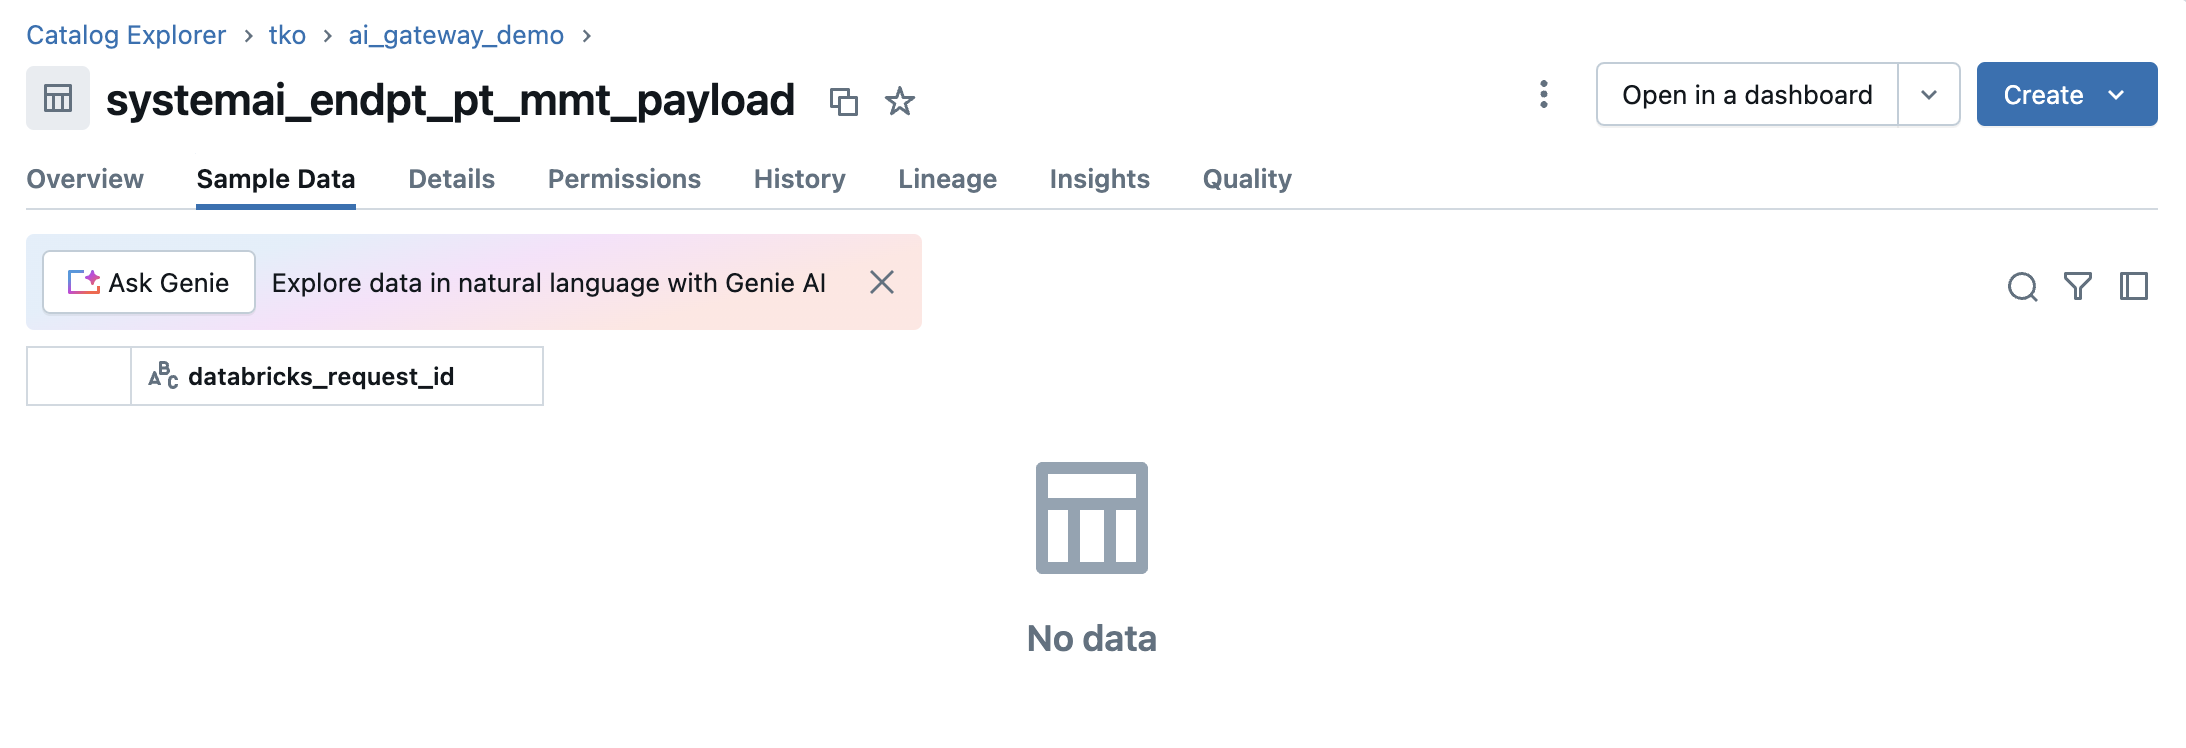 Catalog Explorer > tko > ai_gateway_demo >
systemai_endpt_pt_mmt_payload
Open in a dashboard
Create
Overview Sample Data Details Permissions History Lineage Insights Quality
Ask Genie Explore data in natural language with Genie AI
ABC databricks_request_id
No data